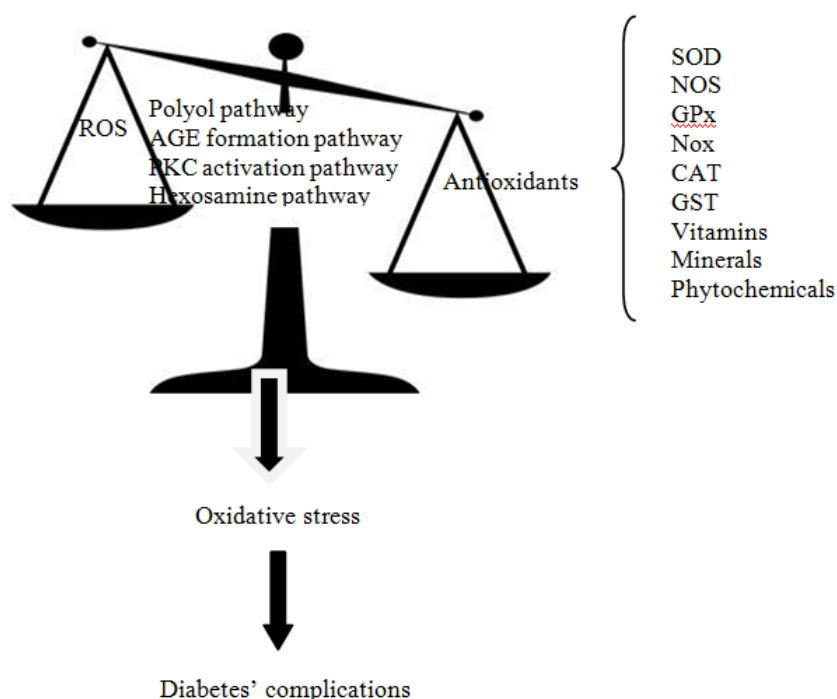 ROS
Polyol pathway
AGE formation pathway
PKC activation pathway
Hexosamine pathway
Antioxidants
SOD
NOS
GPx
Nox
CAT
GST
Vitamins
Minerals
Phytochemicals
Oxidative stress
Diabetes’ complications